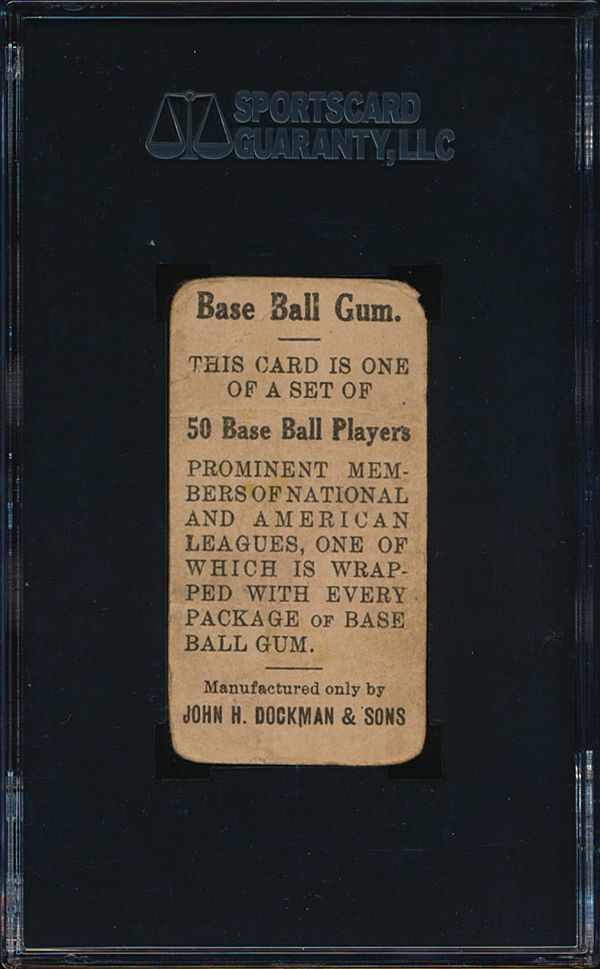 SPORTSCARD
GUARANTY, LLC
Base Ball Gum.
THIS CARD IS ONE
OF A SET OF
50 Base Ball Players
PROMINENT MEM-
BERS OF NATIONAL
AND AMERICAN
LEAGUES, ONE OF
WHICH IS WRAP-
PED WITH EVERY
PACKAGE OF BASE
BALL GUM.
Manufactured only by
JOHN H. DOCKMAN & SONS